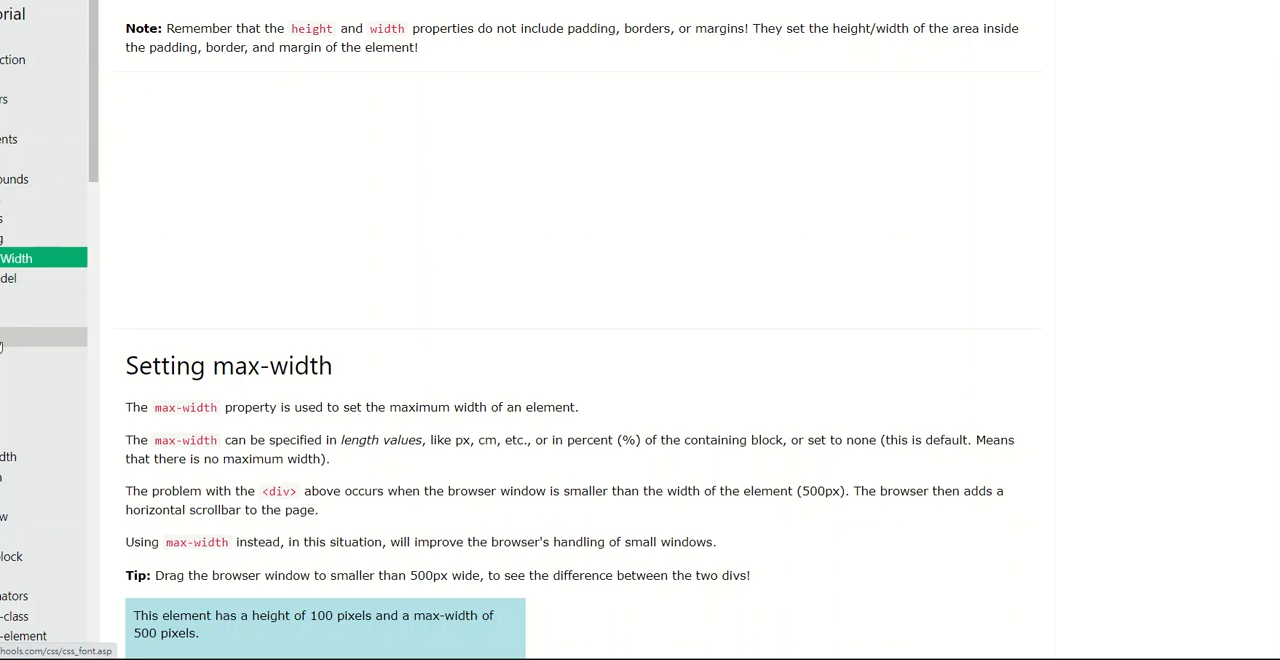 orial
ction
rs
ents
ounds
s
g
Width
del
dth
n
w
lock
nators
-class
-element
hools.com/css/css_font.asp
Note: Remember that the height and width properties do not include padding, borders, or margins! They set the height/width of the area inside
the padding, border, and margin of the element!
Setting max-width
The max-width property is used to set the maximum width of an element.
The max-width can be specified in length values, like px, cm, etc., or in percent (%) of the containing block, or set to none (this is default. Means
that there is no maximum width).
The problem with the <div> above occurs when the browser window is smaller than the width of the element (500px). The browser then adds a
horizontal scrollbar to the page.
Using max-width instead, in this situation, will improve the browser's handling of small windows.
Tip: Drag the browser window to smaller than 500px wide, to see the difference between the two divs!
This element has a height of 100 pixels and a max-width of
500 pixels.